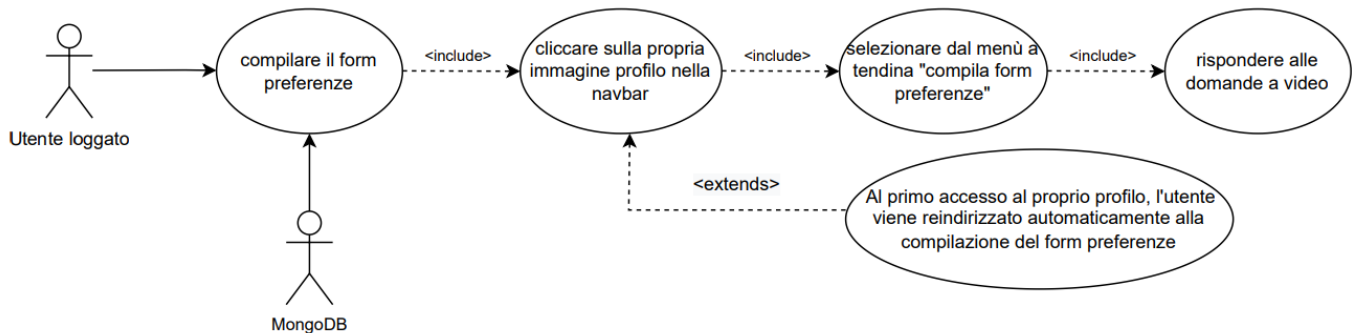 Utente loggato
compilare il form
preferenze
<include>
cliccare sulla propria
immagine profilo nella
navbar
<include>
selezionare dal menù a
tendina "compila form
preferenze"
<include>
rispondere alle
domande a video
<extends>
Al primo accesso al proprio profilo, l'utente
viene reindirizzato automaticamente alla
compilazione del form preferenze
MongoDB